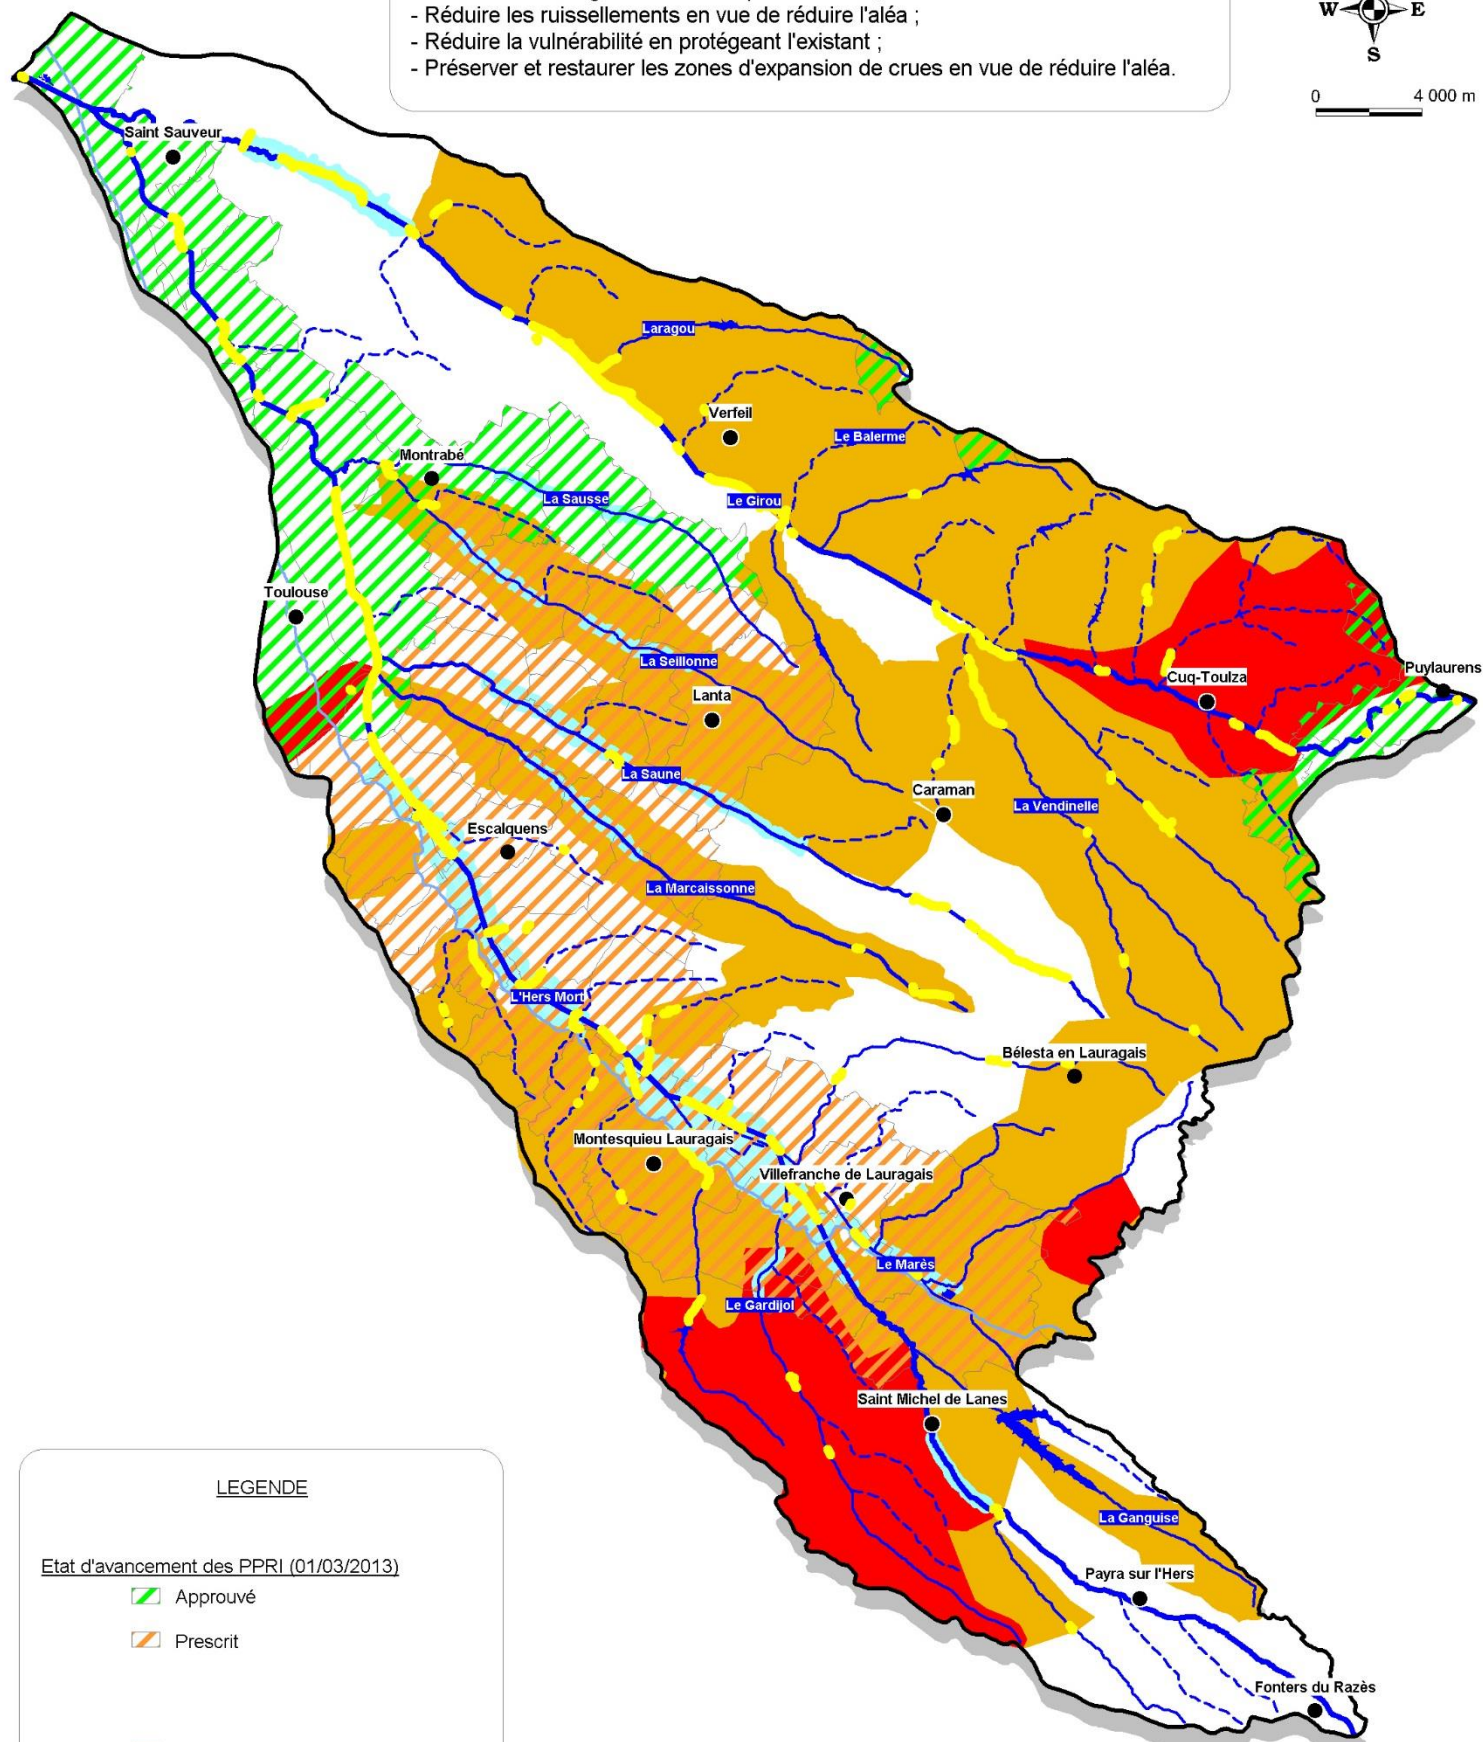 - Réduire les ruissellements en vue de réduire l'aléa ;
- Réduire la vulnérabilité en protégeant l'existant ;
- Préserver et restaurer les zones d'expansion de crues en vue de réduire l'aléa.
W E
S
0 4 000 m
Saint Sauveur
Laragou
Verfeil
Le Balerme
Montrabé
La Sausse
Le Girou
Toulouse
La Seillonne
Puylaurens
Cuq-Toulza
Lanta
La Saune
Caraman
La Vendinelle
Escalquens
La Marcaissonne
L'Hers Mort
Bélesta en Lauragais
Montesquieu Lauragais
Villefranche de Lauragais
Le Marès
Le Gardijol
Saint Michel de Lanes
La Ganguise
Payra sur l'Hers
Fonters du Razès
LEGENDE
Etat d'avancement des PPRI (01/03/2013)
Approuvé
Prescrit